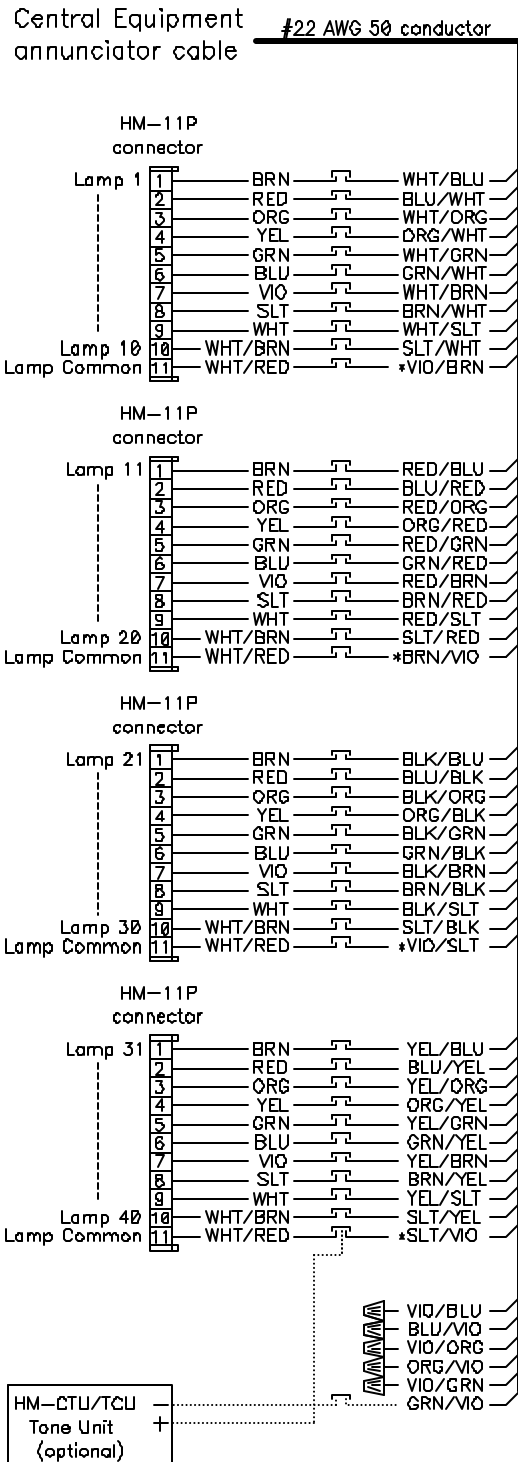 Central Equipment
annunciator cable
#22 AWG 50 conductor
HM-11P
connector
Lamp 1 1 BRN WHT/BLU
2 RED BLU/WHT
3 ORG WHT/ORG
4 YEL ORG/WHT
5 GRN WHT/GRN
6 BLU GRN/WHT
7 VIO WHT/BRN
8 SLT BRN/WHT
9 WHT WHT/SLT
Lamp 10 10 WHT/BRN SLT/WHT
Lamp Common 11 WHT/RED *VIO/BRN
HM-11P
connector
Lamp 11 1 BRN RED/BLU
2 RED BLU/RED
3 ORG RED/ORG
4 YEL ORG/RED
5 GRN RED/GRN
6 BLU GRN/RED
7 VIO RED/BRN
8 SLT BRN/RED
9 WHT RED/SLT
Lamp 20 10 WHT/BRN SLT/RED
Lamp Common 11 WHT/RED *BRN/VIO
HM-11P
connector
Lamp 21 1 BRN BLK/BLU
2 RED BLU/BLK
3 ORG BLK/ORG
4 YEL ORG/BLK
5 GRN BLK/GRN
6 BLU GRN/BLK
7 VIO BLK/BRN
8 SLT BRN/BLK
9 WHT BLK/SLT
Lamp 30 10 WHT/BRN SLT/BLK
Lamp Common 11 WHT/RED *VIO/SLT
HM-11P
connector
Lamp 31 1 BRN YEL/BLU
2 RED BLU/YEL
3 ORG YEL/ORG
4 YEL ORG/YEL
5 GRN YEL/GRN
6 BLU GRN/YEL
7 VIO YEL/BRN
8 SLT BRN/YEL
9 WHT YEL/SLT
Lamp 40 10 WHT/BRN SLT/YEL
Lamp Common 11 WHT/RED *SLT/VIO
VIO/BLU
BLU/VIO
VIO/ORG
ORG/VIO
VIO/GRN
HM-CTU/TCU - GRN/VIO
Tone Unit +
(optional)